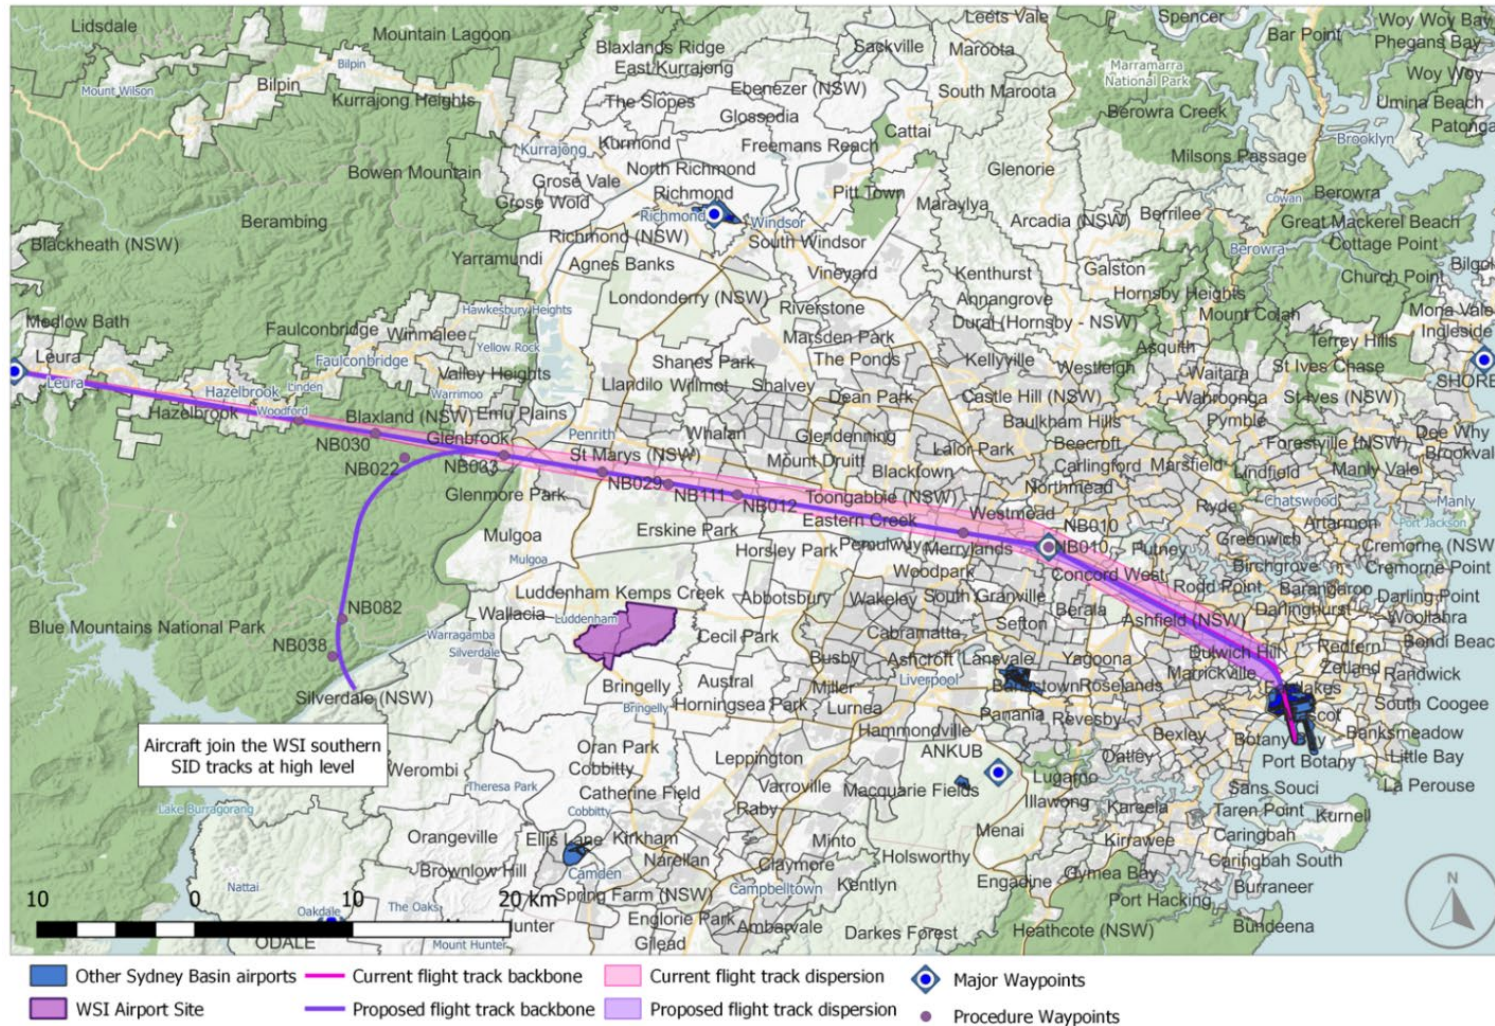 Lidsdale
Mountain Lagoon
Leets Vale
Spencer
Bar Point
Woy Woy Bay
Phegans Bay
Blaxlands Ridge
Sackville
Maroota
East Kurrajong
Marramarra
National Park
Bilpin
Bilpin
Mount Wilson
Kurrajong Heights
The Slopes
Ebenezer (NSW)
South Maroota
Woy Woy
Umina Beach
Glossodia
Berowra Creek
Patonga
Kurmond
Freemans Reach
Cattai
Brooklyn
Kurrajong
Milsons Passage
Bowen Mountain
North Richmond
Glenorie
Grose Vale
Richmond
Pitt Town
Berowra
Grose Wold
Maraylya
Cowan
Berambing
Richmond
Windsor
Arcadia (NSW)
Berrilee
Great Mackerel Beach
Blackheath (NSW)
Richmond (NSW)
South Windsor
Berowra
Cottage Point
Yarramundi
Agnes Banks
Vineyard
Kenthurst
Galston
Church Point
Bilgol
Londonderry (NSW)
Annangrove
Hornsby Heights
Hawkesbury Heights
Riverstone
Mount Colah
Mona Vale
Medlow Bath
Faulconbridge
Winmalee
Dural (Hornsby - NSW)
Ingleside
Marsden Park
Terrey Hills
Leura
Faulconbridge
Yellow Rock
Shanes Park
The Ponds
Kellyville
Asquith
Westleigh
St Ives Chase
Leura
Valley Heights
Waitara
SHORE
Hazelbrook
Linden
Warrimoo
Llandilo
Wilmot
Shalvey
Dean Park
Castle Hill (NSW)
Wahroonga
St Ives (NSW)
Hazelbrook
Woodford
Blaxland (NSW)
Emu Plains
Baulkham Hills
Pymble
Dee Why
NB030
Glenbrook
Penrith
Whalan
Glendenning
Lalor Park
Beecroft
Forestville (NSW)
Brookval
NB022
NB033
St Marys (NSW)
Mount Druitt
Blacktown
Carlingford
Marsfield
Lindfield
Manly Vale
Glenmore Park
NB029
NB111
NB012
Toongabbie (NSW)
Northmead
Chatswood
Manly
Westmead
Ryde
Artarmon
Port Jackson
Mulgoa
Erskine Park
Eastern Creek
NB010
Greenwich
Mulgoa
Horsley Park
Pemulwuy
Merrylands
NB010
Putney
Cremorne (NSW
Woodpark
Concord West
Birchgrove
Cremorne Point
Luddenham
Kemps Creek
Abbotsbury
Wakeley
South Granville
Rodd Point
Barangaroo
Darling Point
NB082
Wallacia
Luddenham
Berala
Darlinghurst
Woollahra
Blue Mountains National Park
Warragamba
Cecil Park
Cabramatta
Sefton
Ashfield (NSW)
Redfern
Bondi Beac
NB038
Silverdale
Busby
Ashcroft
Lansvale
Yagoona
Dulwich Hill
Zetland
Randwick
Silverdale (NSW)
Bringelly
Austral
Miller
Liverpool
Bankstown
Roselands
Marrickville
Bringelly
Horningsea Park
Lurnea
Panania
Revesby
South Coogee
Aircraft join the WSI southern
SID tracks at high level
Oran Park
Hammondville
ANKUB
Bexley
Botany Bay
Banksmeadow
Werombi
Cobbitty
Leppington
Oatley
Port Botany
Little Bay
Theresa Park
Catherine Field
Varroville
Macquarie Fields
Lugarno
Sans Souci
La Perouse
Lake Burragorang
Cobbitty
Raby
Illawong
Kareela
Taren Point
Kurnell
Orangeville
Ellis Lane
Kirkham
Minto
Menai
Kirrawee
Caringbah
Brownlow Hill
Camden
Narellan
Claymore
Holsworthy
Caringbah South
Nattai
Spring Farm (NSW)
Campbelltown
Kentlyn
Engadine
Gymea Bay
Burraneer
10 0 10 20 km
Oakdale
The Oaks
Englorie Park
Ambarvale
Darkes Forest
Heathcote (NSW)
Port Hacking
Bundeena
ODALE
Mount Hunter
Gilead
N
Other Sydney Basin airports
Current flight track backbone
Current flight track dispersion
Major Waypoints
WSI Airport Site
Proposed flight track backbone
Proposed flight track dispersion
Procedure Waypoints